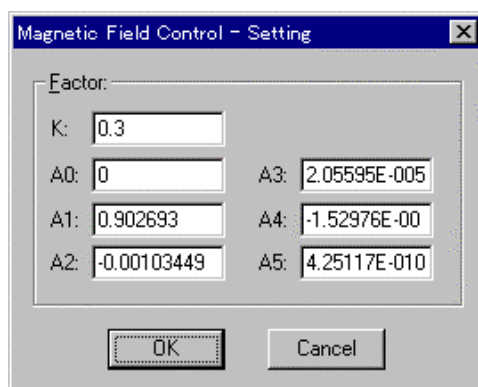 Magnetic Field Control - Setting
Factor:
K: 0.3
A0: 0 A3: 2.05595E-005
A1: 0.902693 A4: -1.52976E-00
A2: -0.00103449 A5: 4.25117E-010
OK Cancel